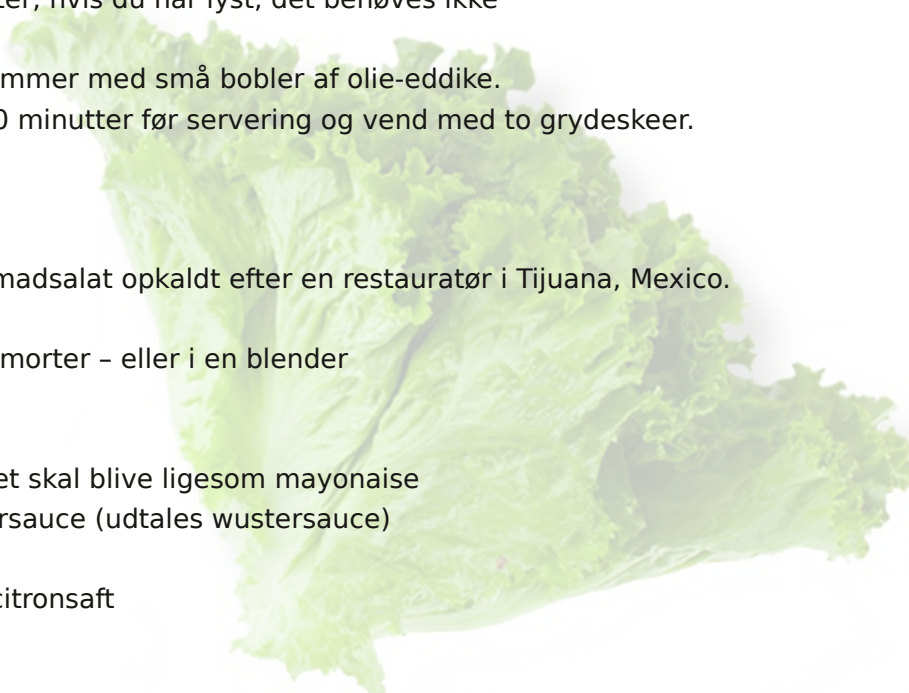 hvis du har lyst, det behøves ikke
med små bobler af olie-eddike.
0 minutter før servering og vend med to grydeskeer.
madsalat opkaldt efter en restauratør i Tijuana, Mexico.
morter – eller i en blender
et skal blive ligesom mayonaise
rsauce (udtales wustersauce)
citronsaft